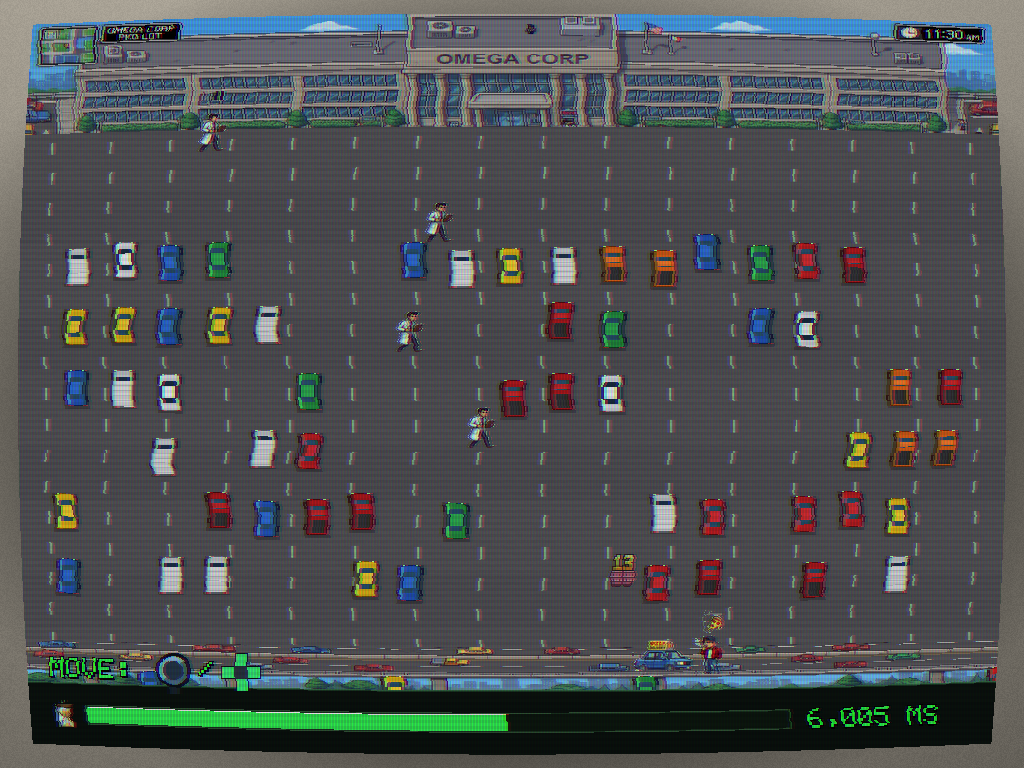 OMEGA CORP
PKG LOT
11:30 AM
OMEGA CORP
!!
13
MOVE:
6,005 MS